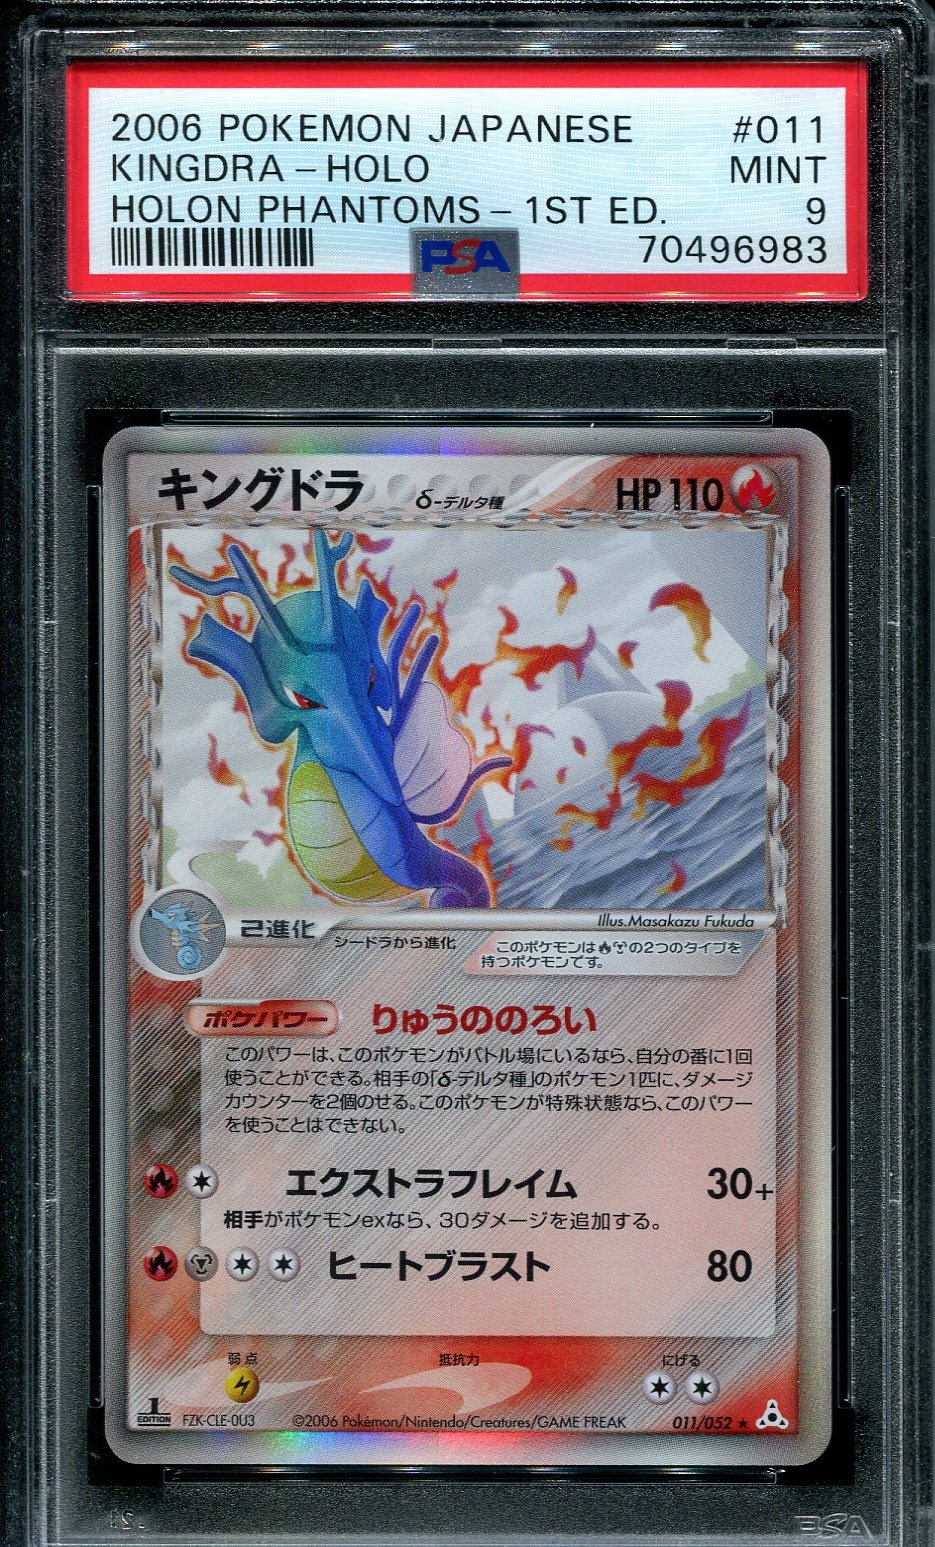 2006 POKEMON JAPANESE #011
KINGDRA - HOLO MINT
HOLON PHANTOMS - 1ST ED. 9
PSA 70496983
キングドラ δ-デルタ種 HP 110
Illus.Masakazu Fukuda
2進化 シードラから進化
このポケモンは の2つのタイプを
持つポケモンです。
ポケパワー りゅうののろい
このパワーは、このポケモンがバトル場にいるなら、自分の番に1回
使うことができる。相手の「δ-デルタ種」のポケモン1匹に、ダメージ
カウンターを2個のせる。このポケモンが特殊状態なら、このパワー
を使うことはできない。
エクストラフレイム 30+
相手がポケモンexなら、30ダメージを追加する。
ヒートブラスト 80
弱点 抵抗力 にげる
1 EDITION FZK-CLE-0U3 ©2006 Pokémon/Nintendo/Creatures/GAME FREAK 011/052 ★
PSA